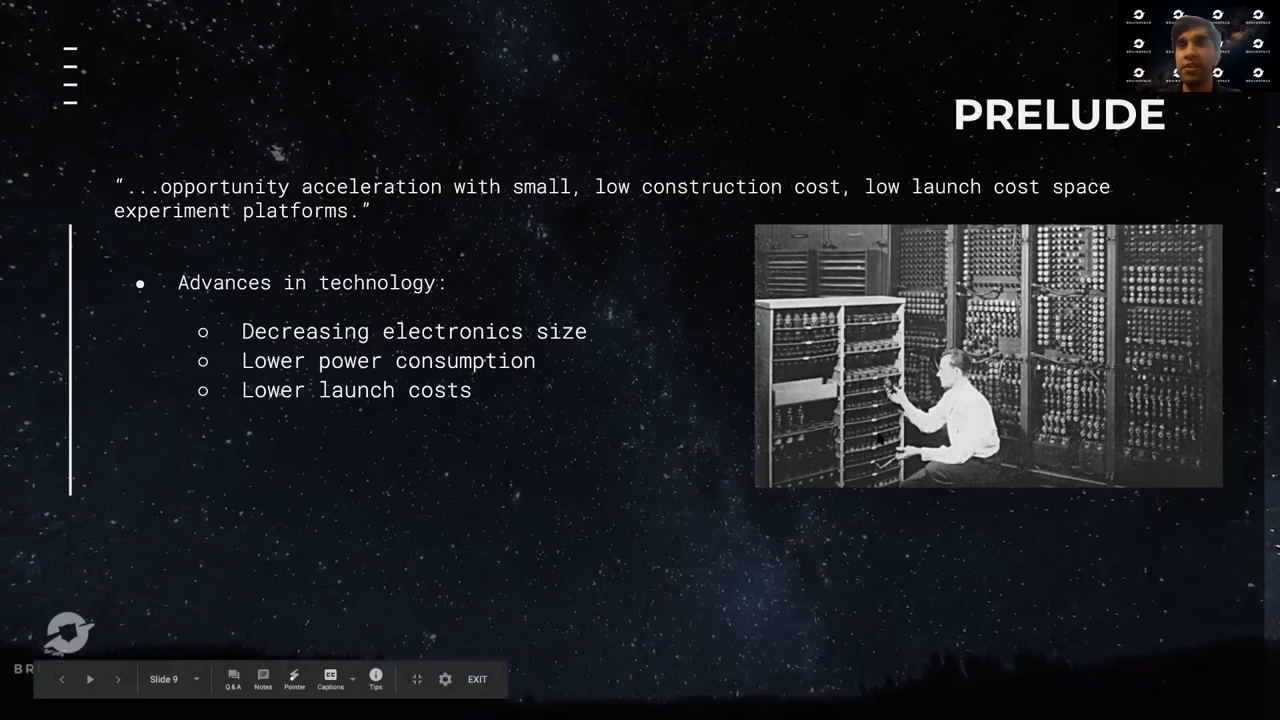 PRELUDE
“...opportunity acceleration with small, low construction cost, low launch cost space
experiment platforms.”
● Advances in technology:
○ Decreasing electronics size
○ Lower power consumption
○ Lower launch costs
BR
Slide 9
Q & A
Notes
Pointer
Captions
Tips
EXIT